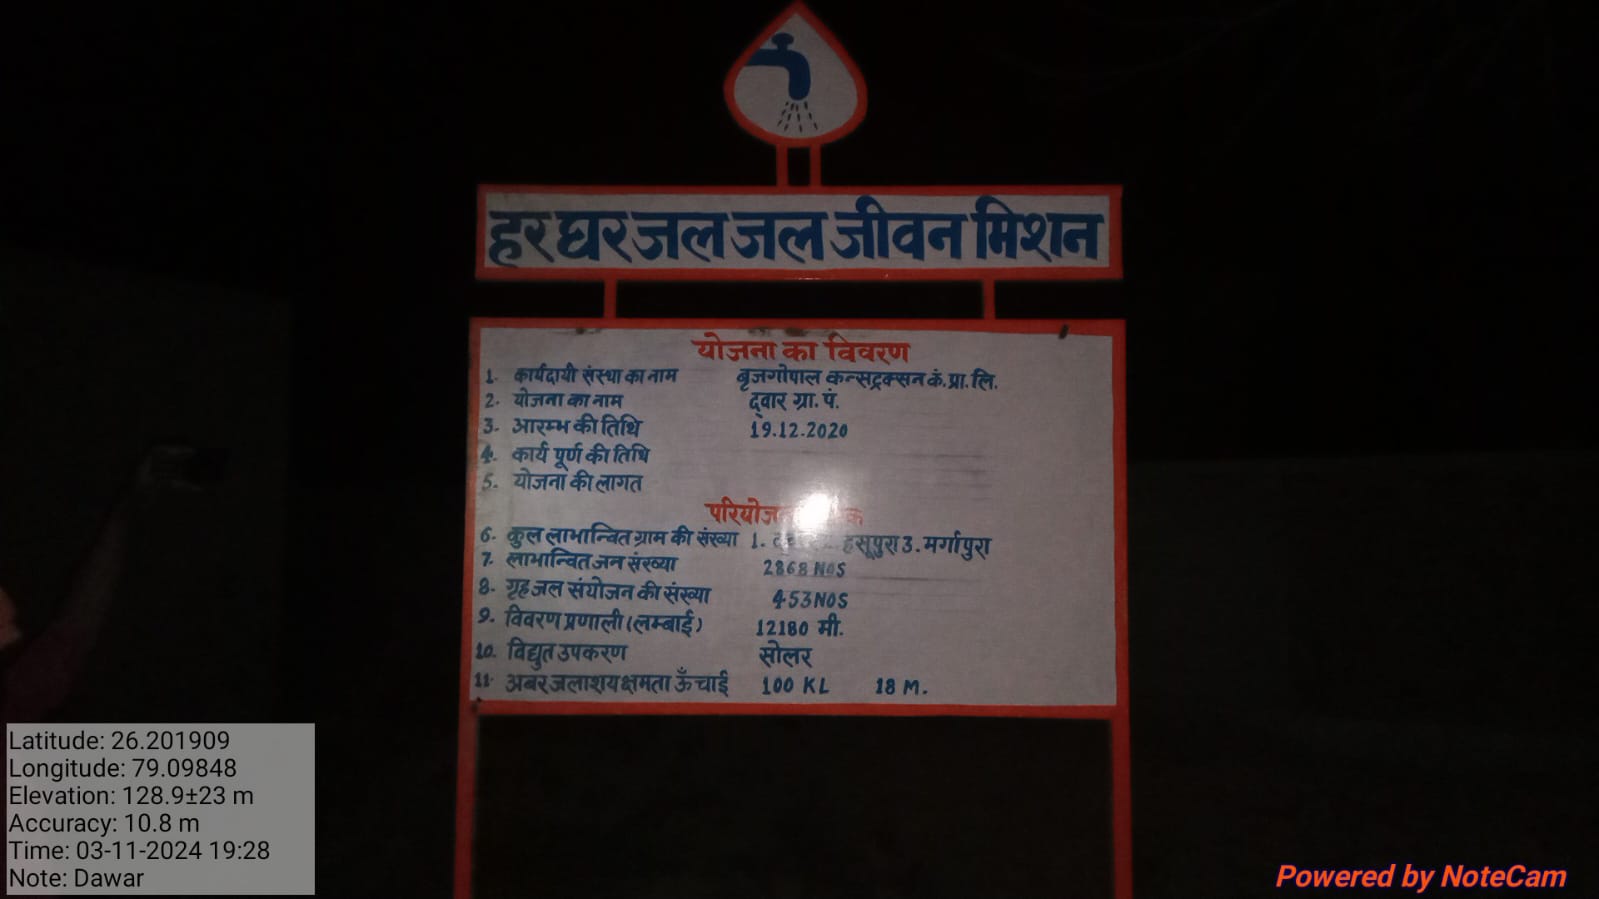 हर घर जल जल जीवन मिशन
योजना का विवरण
1. कार्यदायी संस्था का नाम बृजगोपाल कन्सट्रक्सन कं. प्रा. लि.
2. योजना का नाम द्वार ग्रा. पं.
3. आरम्भ की तिथि 19.12.2020
4. कार्य पूर्ण की तिथि
5. योजना की लागत
6. कुल लाभान्वित ग्राम की संख्या 1. हसूपुरा 3. मर्गापुरा
7. लाभान्वित जन संख्या 2868 NOS
8. गृह जल संयोजन की संख्या 453 NOS
9. विवरण प्रणाली (लम्बाई) 12180 मी.
10. विद्युत उपकरण सोलर
11. अबर जलाशय क्षमता ऊँचाई 100 KL 18 M.
Latitude: 26.201909
Longitude: 79.09848
Elevation: 128.9±23 m
Accuracy: 10.8 m
Time: 03-11-2024 19:28
Note: Dawar
Powered by NoteCam